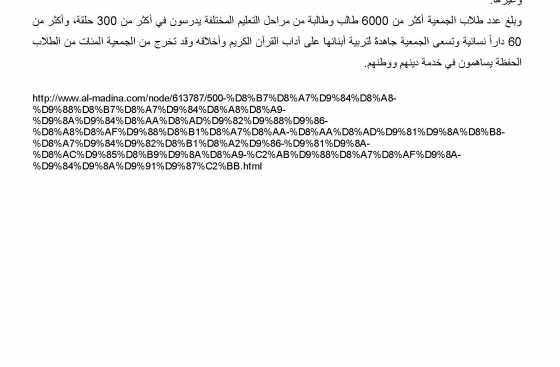 وغيرها.
وبلغ عدد طلاب الجمعية أكثر من 6000 طالب وطالبة من مراحل التعليم المختلفة يدرسون في أكثر من 300 حلقة، وأكثر من
60 داراً نسائية وتسعى الجمعية جاهدة لتربية أبنائها على آداب القرآن الكريم وأخلاقه وقد تخرج من الجمعية المئات من الطلاب
الحفظة يساهمون في خدمة دينهم ووطنهم.
http://www.al-madina.com/node/613787/500-%D8%B7%D8%A7%D9%84%D8%A8-
%D9%88%D8%B7%D8%A7%D9%84%D8%A8%D8%A9-
%D9%8A%D9%84%D8%AA%D8%AD%D9%82%D9%88%D9%86-
%D8%A8%D8%AF%D9%88%D8%B1%D8%A7%D8%AA-%D8%AA%D8%AD%D9%81%D9%8A%D8%B8-
%D8%A7%D9%84%D9%82%D8%B1%D8%A2%D9%86-%D9%81%D9%8A-
%D8%AC%D9%85%D8%B9%D9%8A%D8%A9-%C2%AB%D9%88%D8%A7%D8%AF%D9%8A-
%D9%84%D9%8A%D9%91%D9%87%C2%BB.html